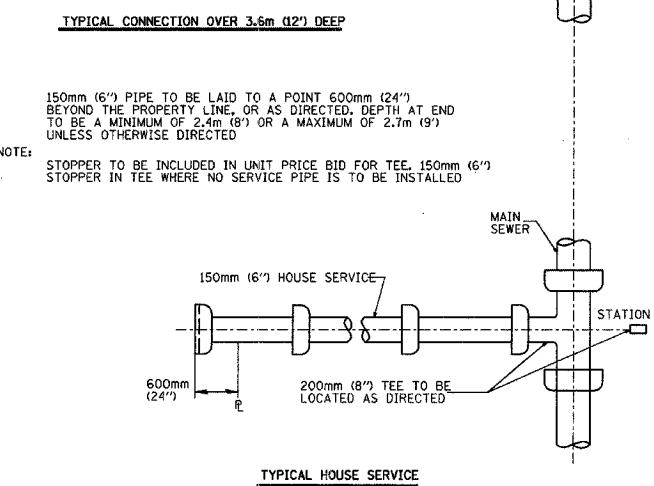 TYPICAL CONNECTION OVER 3.6m (12') DEEP
150mm (6") PIPE TO BE LAID TO A POINT 600mm (24")
BEYOND THE PROPERTY LINE, OR AS DIRECTED. DEPTH AT END
TO BE A MINIMUM OF 2.4m (8') OR A MAXIMUM OF 2.7m (9')
UNLESS OTHERWISE DIRECTED
NOTE:
STOPPER TO BE INCLUDED IN UNIT PRICE BID FOR TEE, 150mm (6")
STOPPER IN TEE WHERE NO SERVICE PIPE IS TO BE INSTALLED
MAIN
SEWER
150mm (6") HOUSE SERVICE
STATION
600mm
(24")
℄
200mm (8") TEE TO BE
LOCATED AS DIRECTED
TYPICAL HOUSE SERVICE